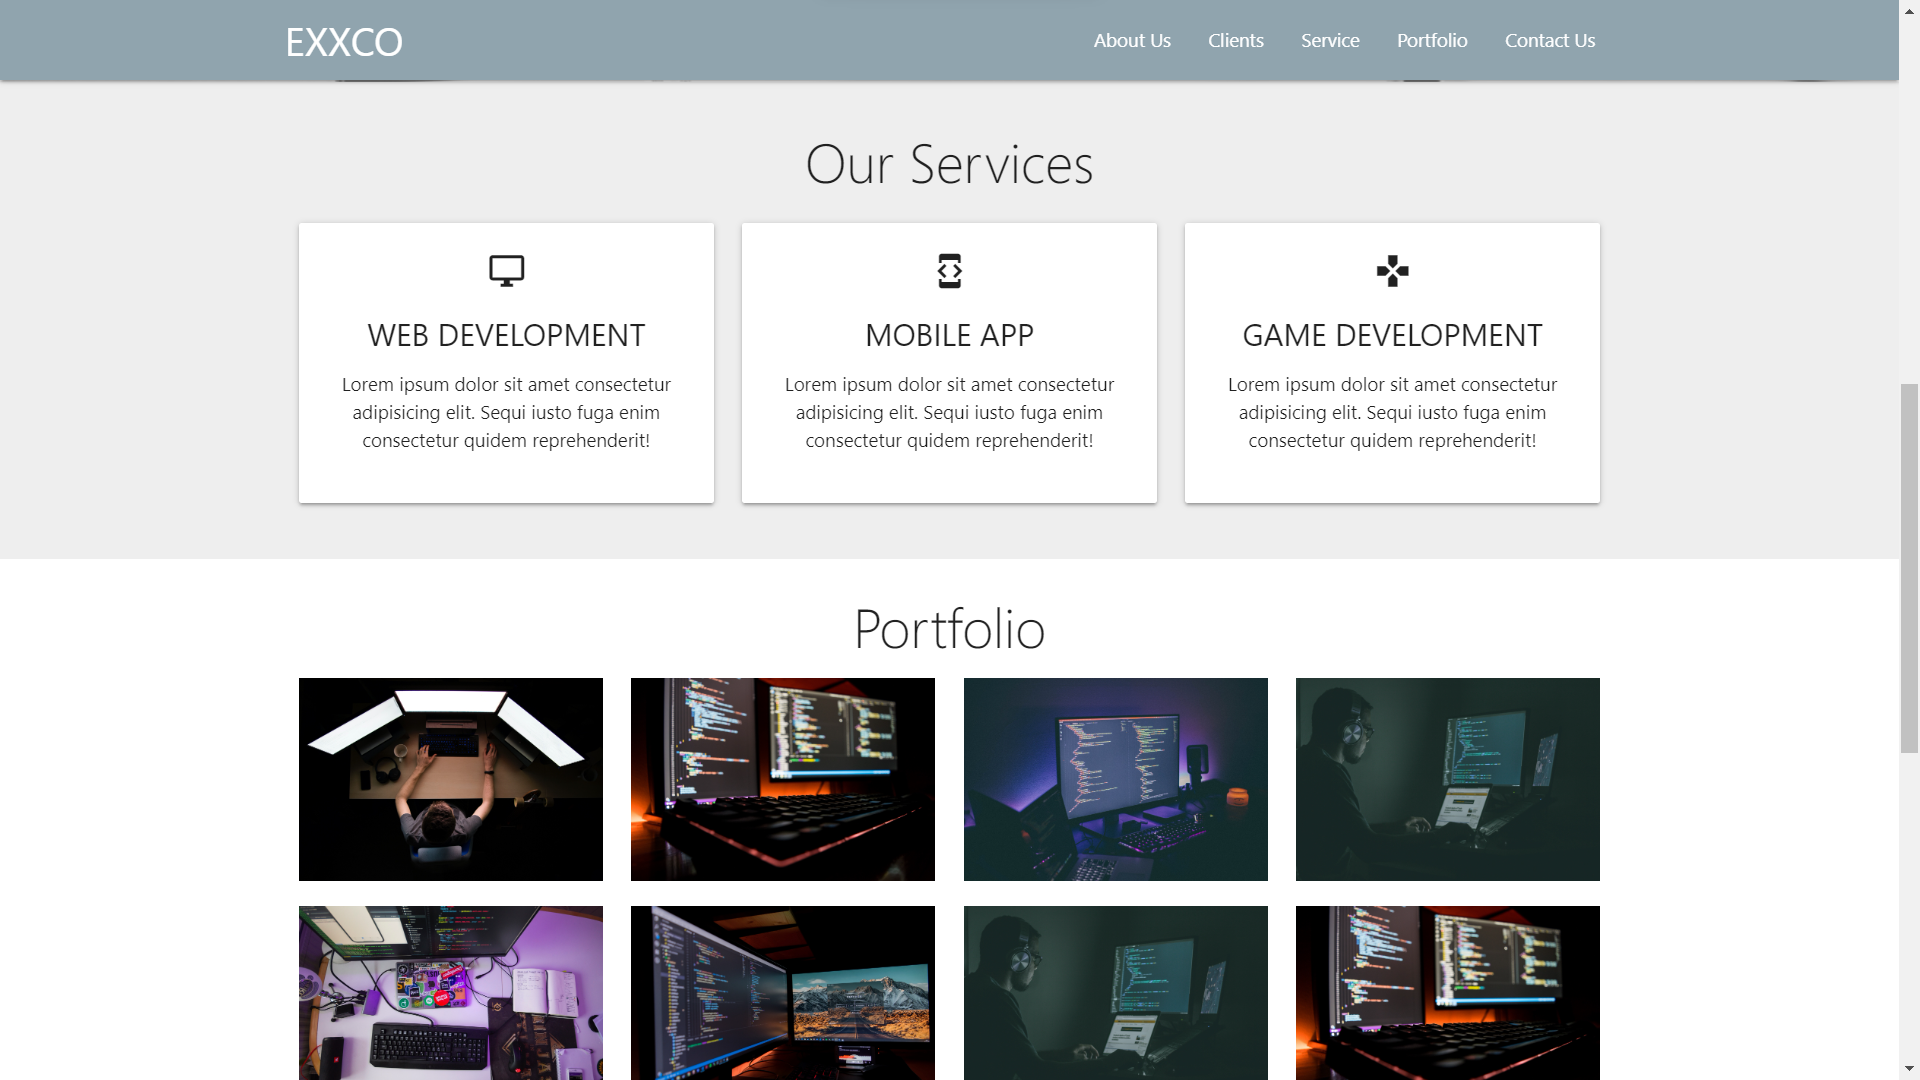 EXXCO
About Us
Clients
Service
Portfolio
Contact Us
Our Services
WEB DEVELOPMENT
Lorem ipsum dolor sit amet consectetur
adipisicing elit. Sequi iusto fuga enim
consectetur quidem reprehenderit!
MOBILE APP
Lorem ipsum dolor sit amet consectetur
adipisicing elit. Sequi iusto fuga enim
consectetur quidem reprehenderit!
GAME DEVELOPMENT
Lorem ipsum dolor sit amet consectetur
adipisicing elit. Sequi iusto fuga enim
consectetur quidem reprehenderit!
Portfolio